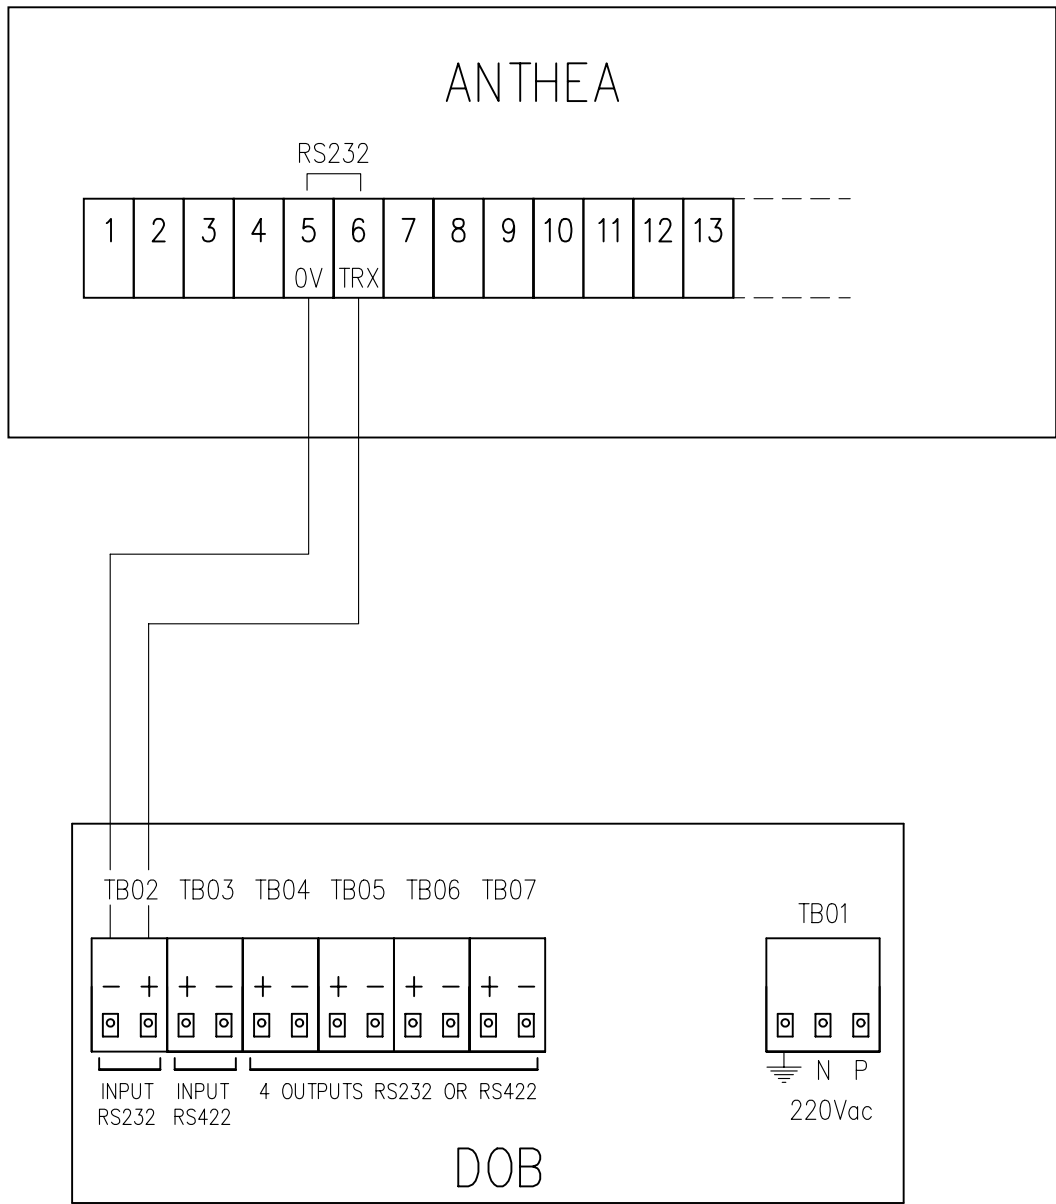 ANTHEA
RS232
1 2 3 4 5 6 7 8 9 10 11 12 13
0V TRX
TB02 TB03 TB04 TB05 TB06 TB07
TB01
− + + − + − + − + − + −
INPUT RS232
INPUT RS422
4 OUTPUTS RS232 OR RS422
N P
220Vac
DOB